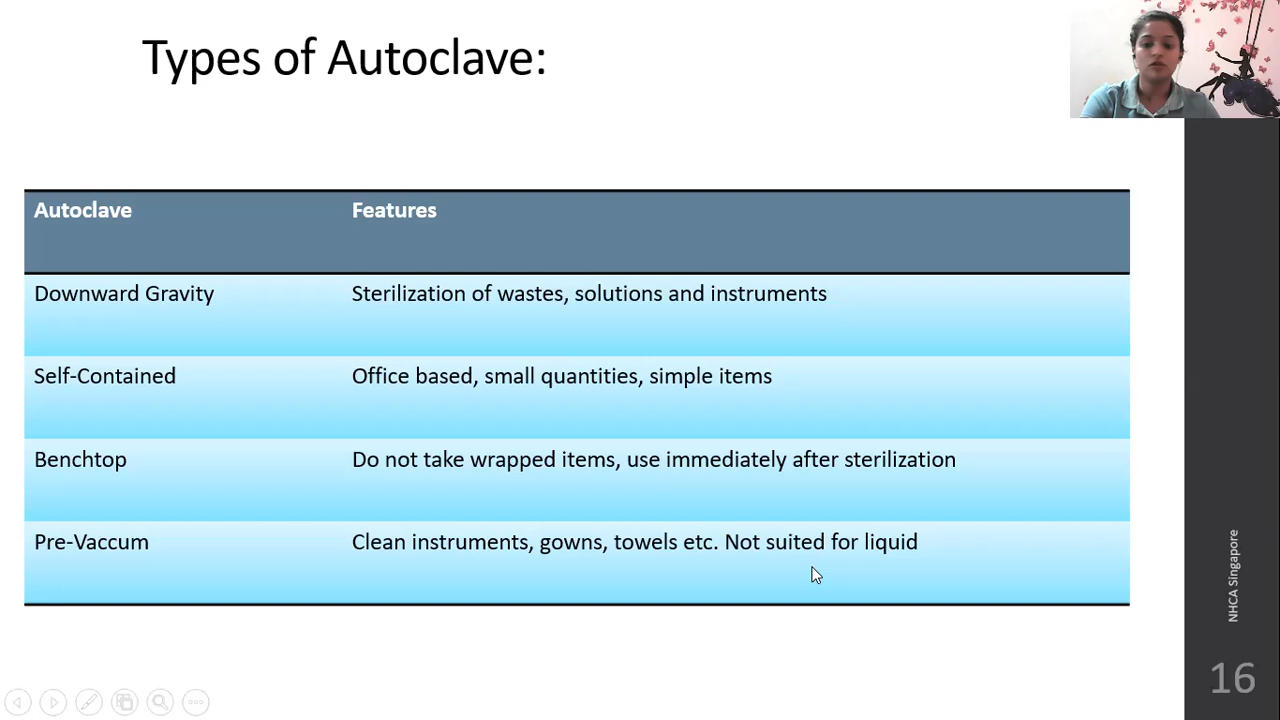 Types of Autoclave:
Autoclave Features
Downward Gravity Sterilization of wastes, solutions and instruments
Self-Contained Office based, small quantities, simple items
Benchtop Do not take wrapped items, use immediately after sterilization
Pre-Vaccum Clean instruments, gowns, towels etc. Not suited for liquid
NHCA Singapore
16